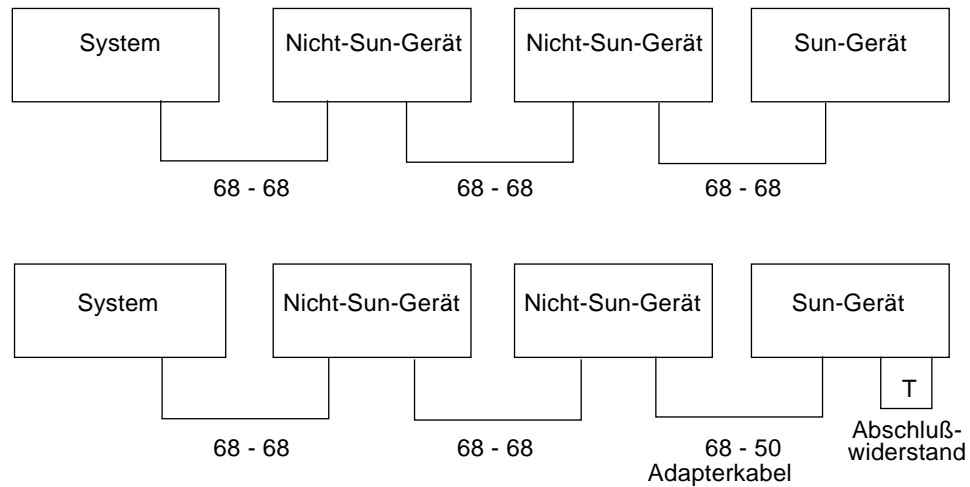 System
Nicht-Sun-Gerät
Nicht-Sun-Gerät
Sun-Gerät
68 - 68
68 - 68
68 - 68
System
Nicht-Sun-Gerät
Nicht-Sun-Gerät
Sun-Gerät
T
68 - 68
68 - 68
68 - 50
Adapterkabel
Abschluß-
widerstand